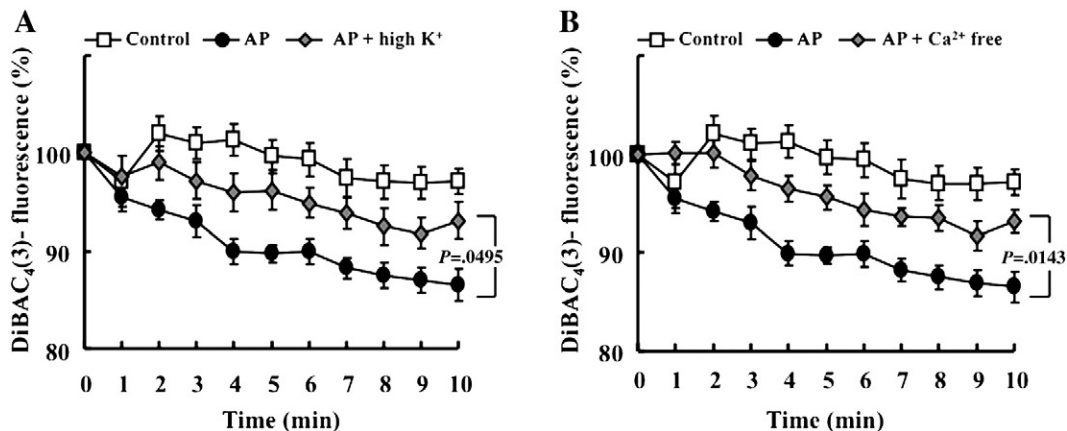 A
Control AP AP + high K⁺
DiBAC₄(3)- fluorescence (%)
100
90
80
P=.0495
0 1 2 3 4 5 6 7 8 9 10
Time (min)
B
Control AP AP + Ca²⁺ free
DiBAC₄(3)- fluorescence (%)
100
90
80
P=.0143
0 1 2 3 4 5 6 7 8 9 10
Time (min)